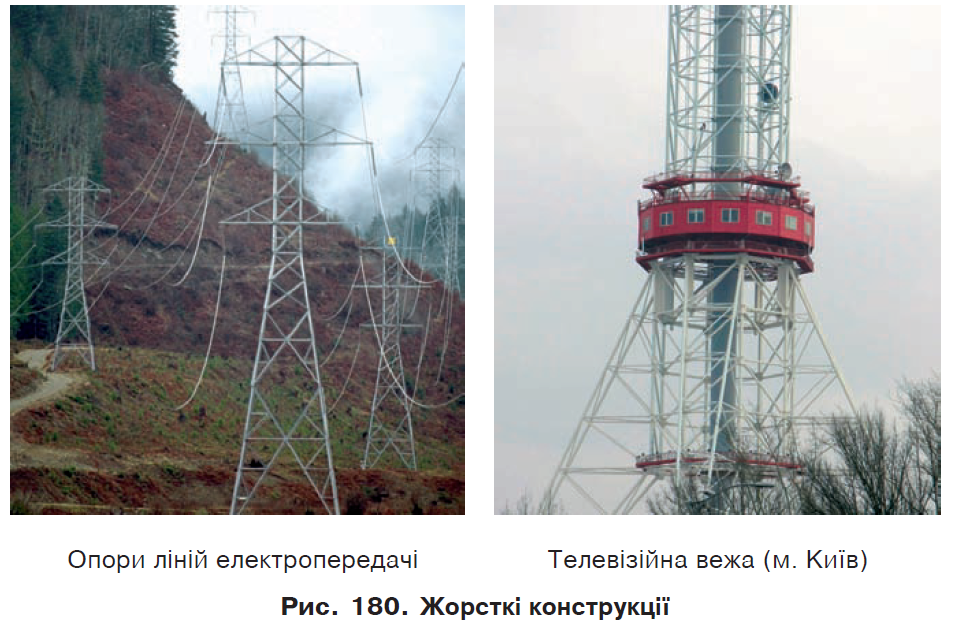 Опори ліній електропередачі
Телевізійна вежа (м. Київ)
Рис. 180. Жорсткі конструкції